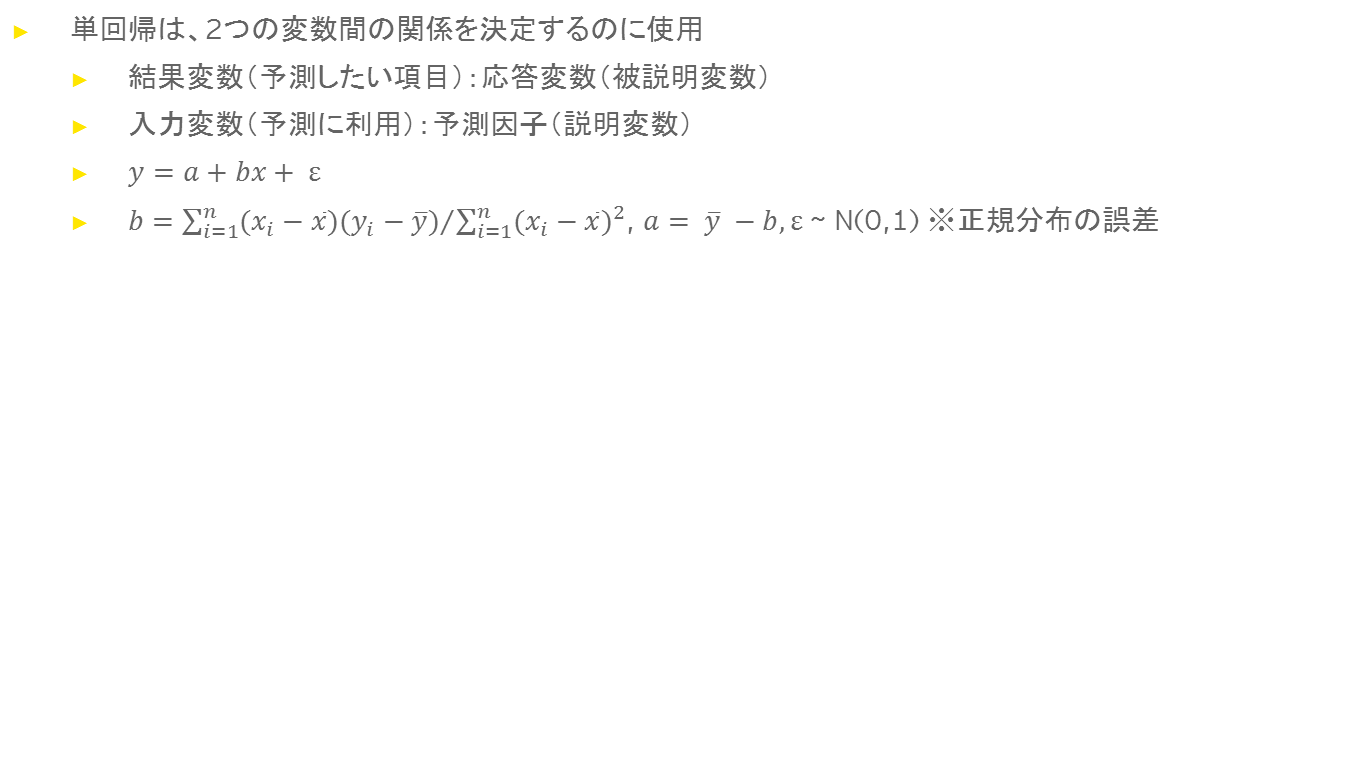 単回帰は、2つの変数間の関係を決定するのに使用
結果変数(予測したい項目):応答変数(被説明変数)
入力変数(予測に利用):予測因子(説明変数)
y = a + bx + ε
b = ∑ⁿᵢ₌₁(xᵢ − ẋ)(yᵢ − ȳ)/∑ⁿᵢ₌₁(xᵢ − ẋ)², a = ȳ − b, ε ~ N(0,1) ※正規分布の誤差